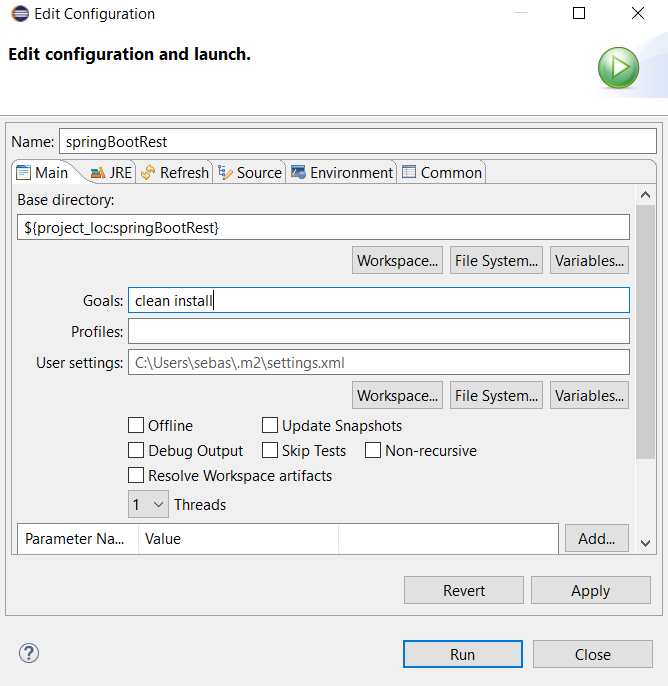 Edit Configuration
Edit configuration and launch.
Name: springBootRest
Main JRE Refresh Source Environment Common
Base directory:
${project_loc:springBootRest}
Workspace... File System... Variables...
Goals: clean install
Profiles:
User settings: C:\Users\sebas\.m2\settings.xml
Workspace... File System... Variables...
Offline Update Snapshots
Debug Output Skip Tests Non-recursive
Resolve Workspace artifacts
1 Threads
Parameter Na... Value Add...
Revert Apply
? Run Close